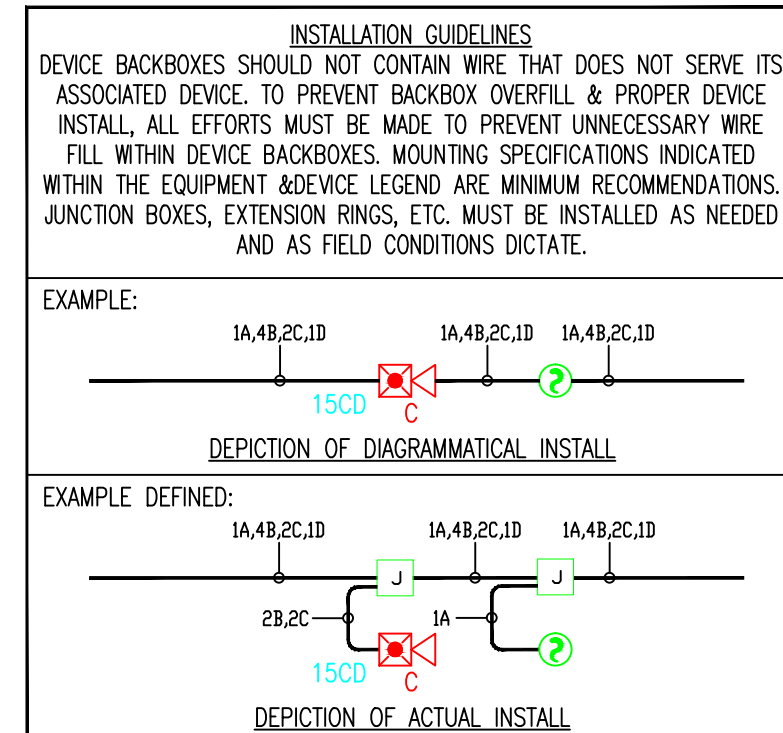 INSTALLATION GUIDELINES
DEVICE BACKBOXES SHOULD NOT CONTAIN WIRE THAT DOES NOT SERVE ITS
ASSOCIATED DEVICE. TO PREVENT BACKBOX OVERFILL & PROPER DEVICE
INSTALL, ALL EFFORTS MUST BE MADE TO PREVENT UNNECESSARY WIRE
FILL WITHIN DEVICE BACKBOXES. MOUNTING SPECIFICATIONS INDICATED
WITHIN THE EQUIPMENT &DEVICE LEGEND ARE MINIMUM RECOMMENDATIONS.
JUNCTION BOXES, EXTENSION RINGS, ETC. MUST BE INSTALLED AS NEEDED
AND AS FIELD CONDITIONS DICTATE.
EXAMPLE:
1A,4B,2C,1D 1A,4B,2C,1D 1A,4B,2C,1D
15CD C
DEPICTION OF DIAGRAMMATICAL INSTALL
EXAMPLE DEFINED:
1A,4B,2C,1D 1A,4B,2C,1D 1A,4B,2C,1D
J J
2B,2C 1A
15CD C
DEPICTION OF ACTUAL INSTALL